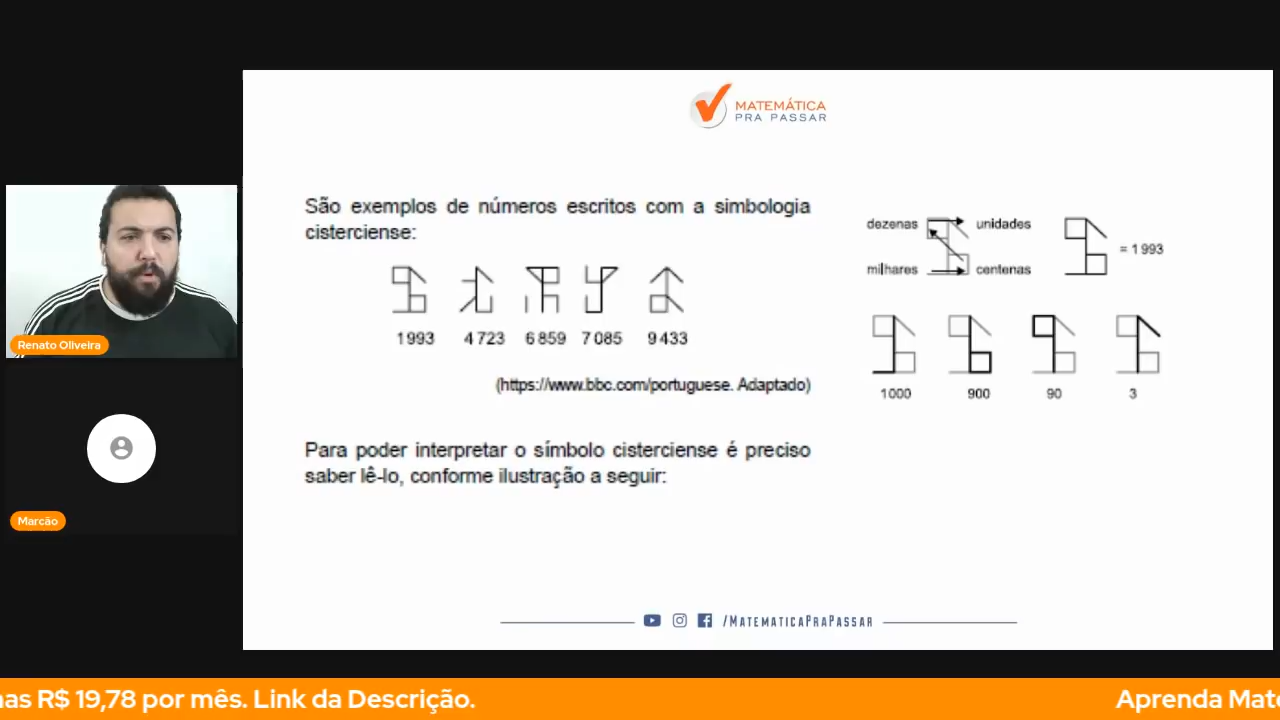 MATEMÁTICA
PRA PASSAR
São exemplos de números escritos com a simbologia
cisterciense:
1993 4723 6859 7085 9433
(https://www.bbc.com/portuguese. Adaptado)
Para poder interpretar o símbolo cisterciense é preciso
saber lê-lo, conforme ilustração a seguir:
dezenas unidades
milhares centenas
= 1993
1000 900 90 3
Renato Oliveira
Marcão
/MATEMATICAPRAPASSAR
as R$ 19,78 por mês. Link da Descrição.
Aprenda Mat